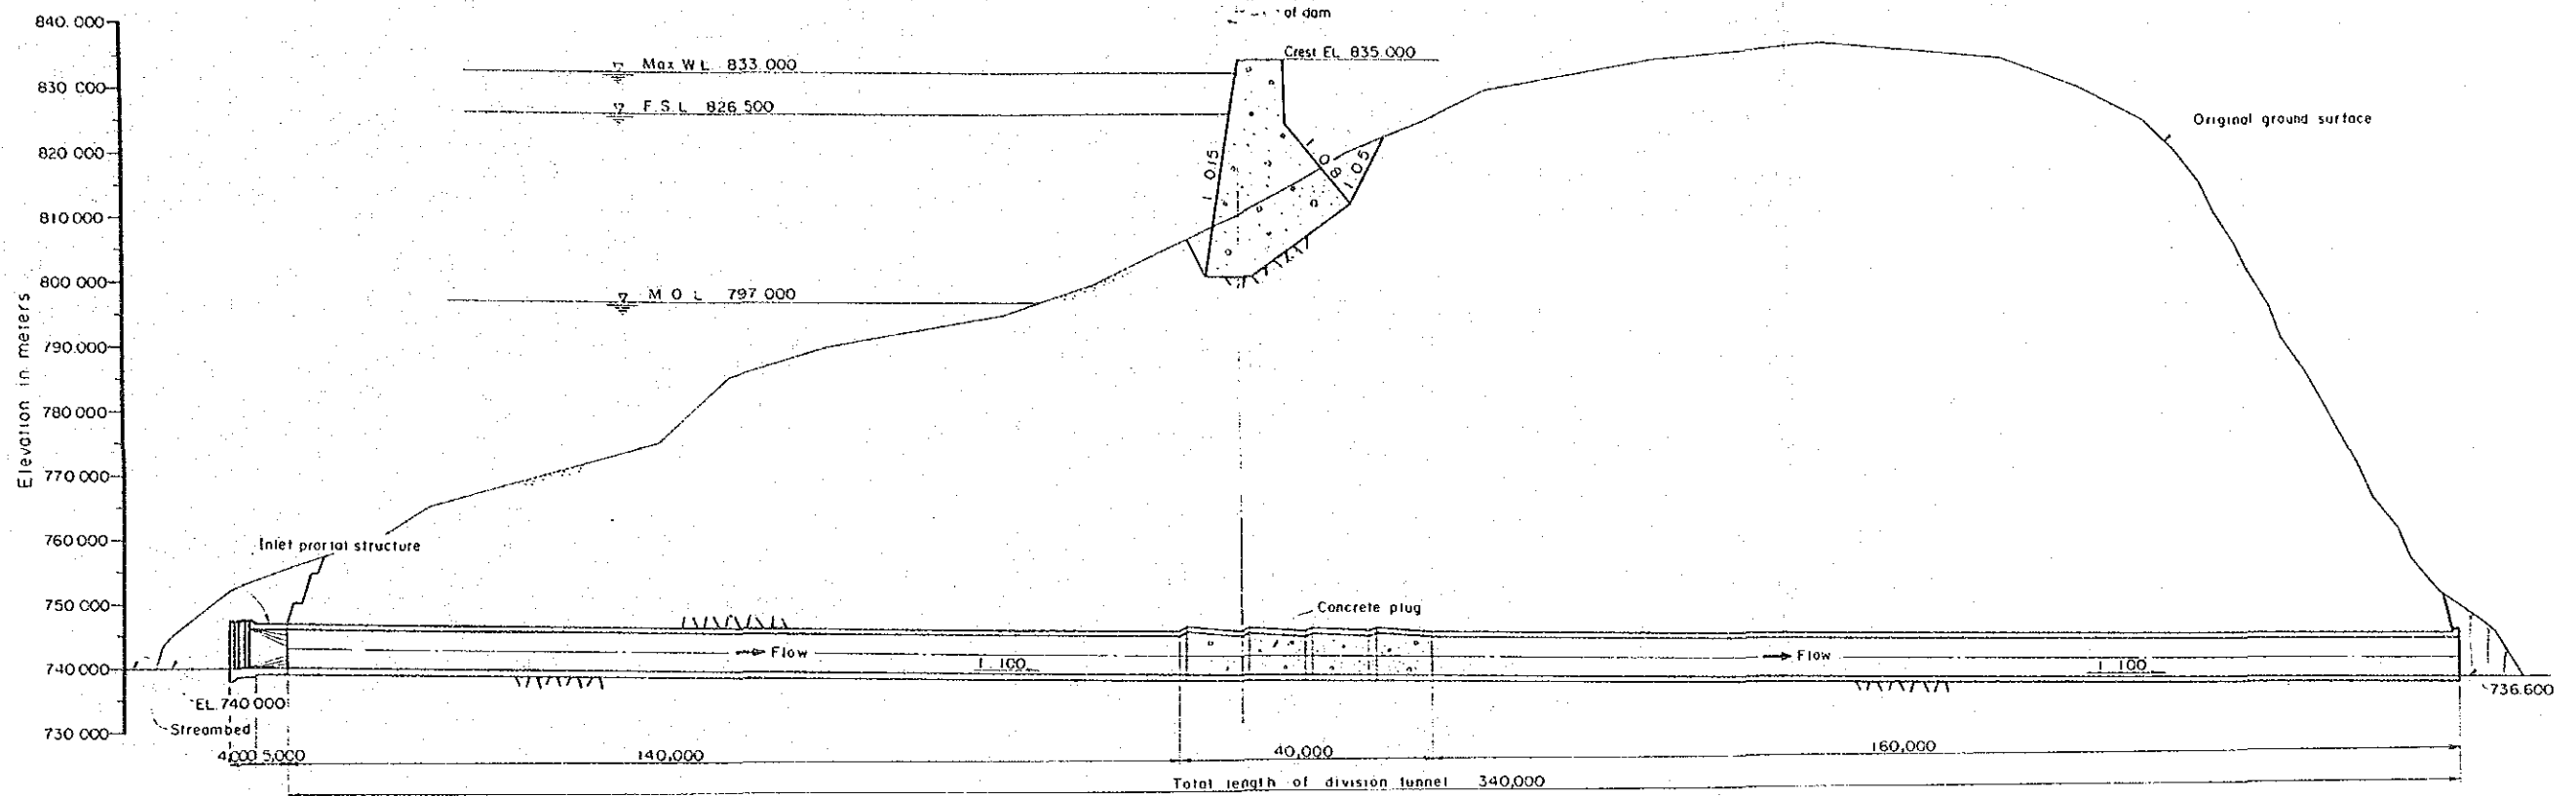 of dam
840.000
Crest EL 835.000
Max W L 833.000
830 000
F.S.L 826.500
Original ground surface
820 000
1 0.15
1 0.8
1 0.5
810 000
800 000
M O L 797 000
790.000
Elevation in meters
780 000
770 000
760 000
Inlet prortal structure
750 000
Concrete plug
740 000
Flow
1 100
Flow
1 100
EL. 740 000
736.600
Streambed
730 000
4,000 5,000
140,000
40,000
160,000
Total length of division tunnel 340,000